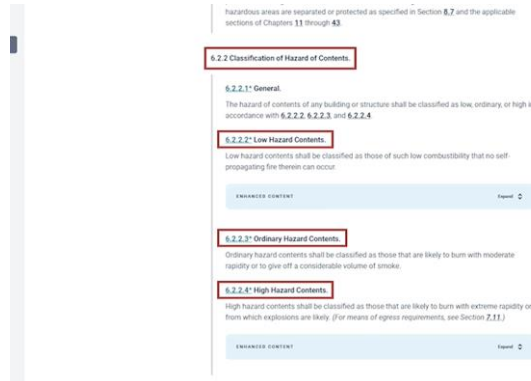 hazardous areas are separated or protected as specified in Section 8.7 and the applicable
sections of Chapters 11 through 43.
6.2.2 Classification of Hazard of Contents.
6.2.2.1* General.
The hazard of contents of any building or structure shall be classified as low, ordinary, or high in
accordance with 6.2.2.2, 6.2.2.3, and 6.2.2.4.
6.2.2.2* Low Hazard Contents.
Low hazard contents shall be classified as those of such low combustibility that no self-
propagating fire therein can occur.
ENHANCED CONTENT Expand
6.2.2.3* Ordinary Hazard Contents.
Ordinary hazard contents shall be classified as those that are likely to burn with moderate
rapidity or to give off a considerable volume of smoke.
6.2.2.4* High Hazard Contents.
High hazard contents shall be classified as those that are likely to burn with extreme rapidity or
from which explosions are likely. (For means of egress requirements, see Section 7.11.)
ENHANCED CONTENT Expand